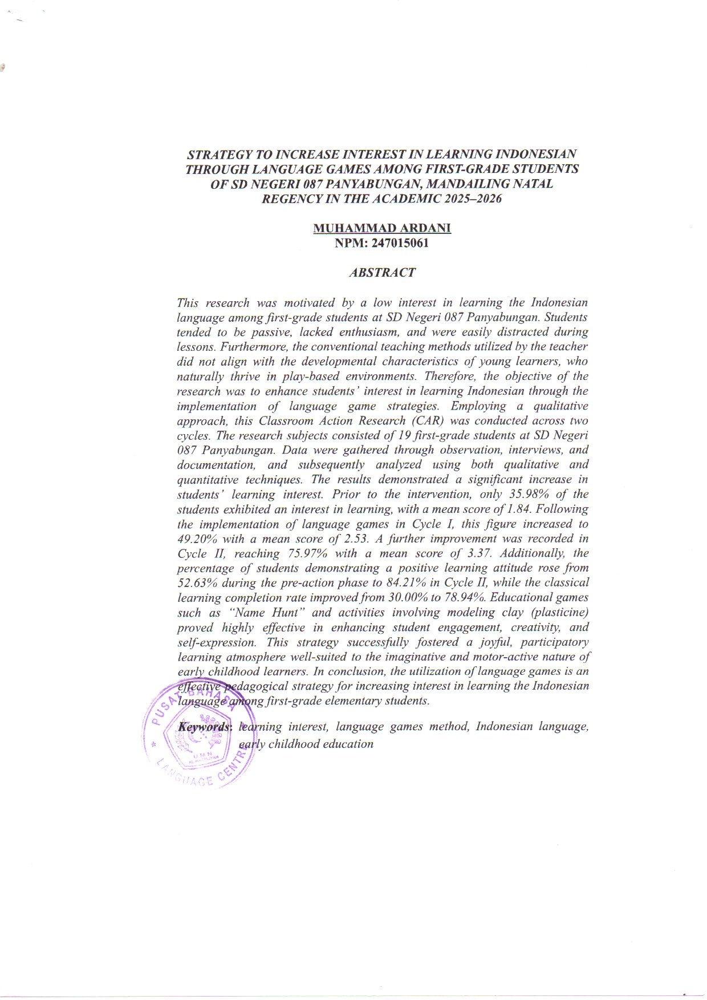 STRATEGY TO INCREASE INTEREST IN LEARNING INDONESIAN
THROUGH LANGUAGE GAMES AMONG FIRST-GRADE STUDENTS
OF SD NEGERI 087 PANYABUNGAN, MANDAILING NATAL
REGENCY IN THE ACADEMIC 2025–2026
MUHAMMAD ARDANI
NPM: 247015061
ABSTRACT
This research was motivated by a low interest in learning the Indonesian
language among first-grade students at SD Negeri 087 Panyabungan. Students
tended to be passive, lacked enthusiasm, and were easily distracted during
lessons. Furthermore, the conventional teaching methods utilized by the teacher
did not align with the developmental characteristics of young learners, who
naturally thrive in play-based environments. Therefore, the objective of the
research was to enhance students’ interest in learning Indonesian through the
implementation of language game strategies. Employing a qualitative
approach, this Classroom Action Research (CAR) was conducted across two
cycles. The research subjects consisted of 19 first-grade students at SD Negeri
087 Panyabungan. Data were gathered through observation, interviews, and
documentation, and subsequently analyzed using both qualitative and
quantitative techniques. The results demonstrated a significant increase in
students’ learning interest. Prior to the intervention, only 35.98% of the
students exhibited an interest in learning, with a mean score of 1.84. Following
the implementation of language games in Cycle I, this figure increased to
49.20% with a mean score of 2.53. A further improvement was recorded in
Cycle II, reaching 75.97% with a mean score of 3.37. Additionally, the
percentage of students demonstrating a positive learning attitude rose from
52.63% during the pre-action phase to 84.21% in Cycle II, while the classical
learning completion rate improved from 30.00% to 78.94%. Educational games
such as “Name Hunt” and activities involving modeling clay (plasticine)
proved highly effective in enhancing student engagement, creativity, and
self-expression. This strategy successfully fostered a joyful, participatory
learning atmosphere well-suited to the imaginative and motor-active nature of
early childhood learners. In conclusion, the utilization of language games is an
effective pedagogical strategy for increasing interest in learning the Indonesian
language among first-grade elementary students.
Keywords: learning interest, language games method, Indonesian language,
early childhood education
PUSAT BAHASA
UMN
LANGUAGE CENTRE